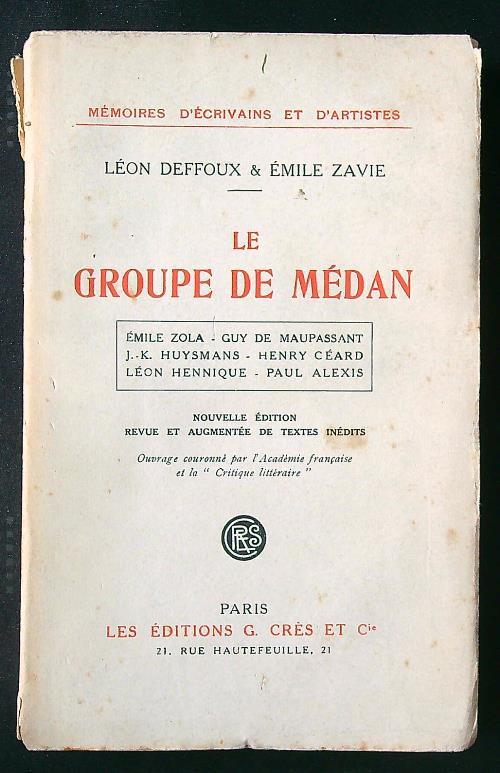 MÉMOIRES D'ÉCRIVAINS ET D'ARTISTES
LÉON DEFFOUX & ÉMILE ZAVIE
LE
GROUPE DE MÉDAN
ÉMILE ZOLA - GUY DE MAUPASSANT
J.-K. HUYSMANS - HENRY CÉARD
LÉON HENNIQUE - PAUL ALEXIS
NOUVELLE ÉDITION
REVUE ET AUGMENTÉE DE TEXTES INÉDITS
Ouvrage couronné par l'Académie française
et la " Critique littéraire "
CRES
PARIS
LES ÉDITIONS G. CRÈS ET Cie
21, RUE HAUTEFEUILLE, 21